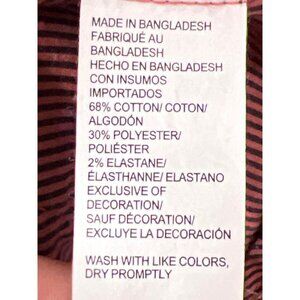 MADE IN BANGLADESH
FABRIQUÉ AU
BANGLADESH
HECHO EN BANGLADESH
CON INSUMOS
IMPORTADOS
68% COTTON/ COTON/
ALGODÓN
30% POLYESTER/
POLIÉSTER
2% ELASTANE/
ÉLASTHANNE/ ELASTANO
EXCLUSIVE OF
DECORATION/
SAUF DÉCORATION/
EXCLUYE LA DECORACIÓN
WASH WITH LIKE COLORS,
DRY PROMPTLY